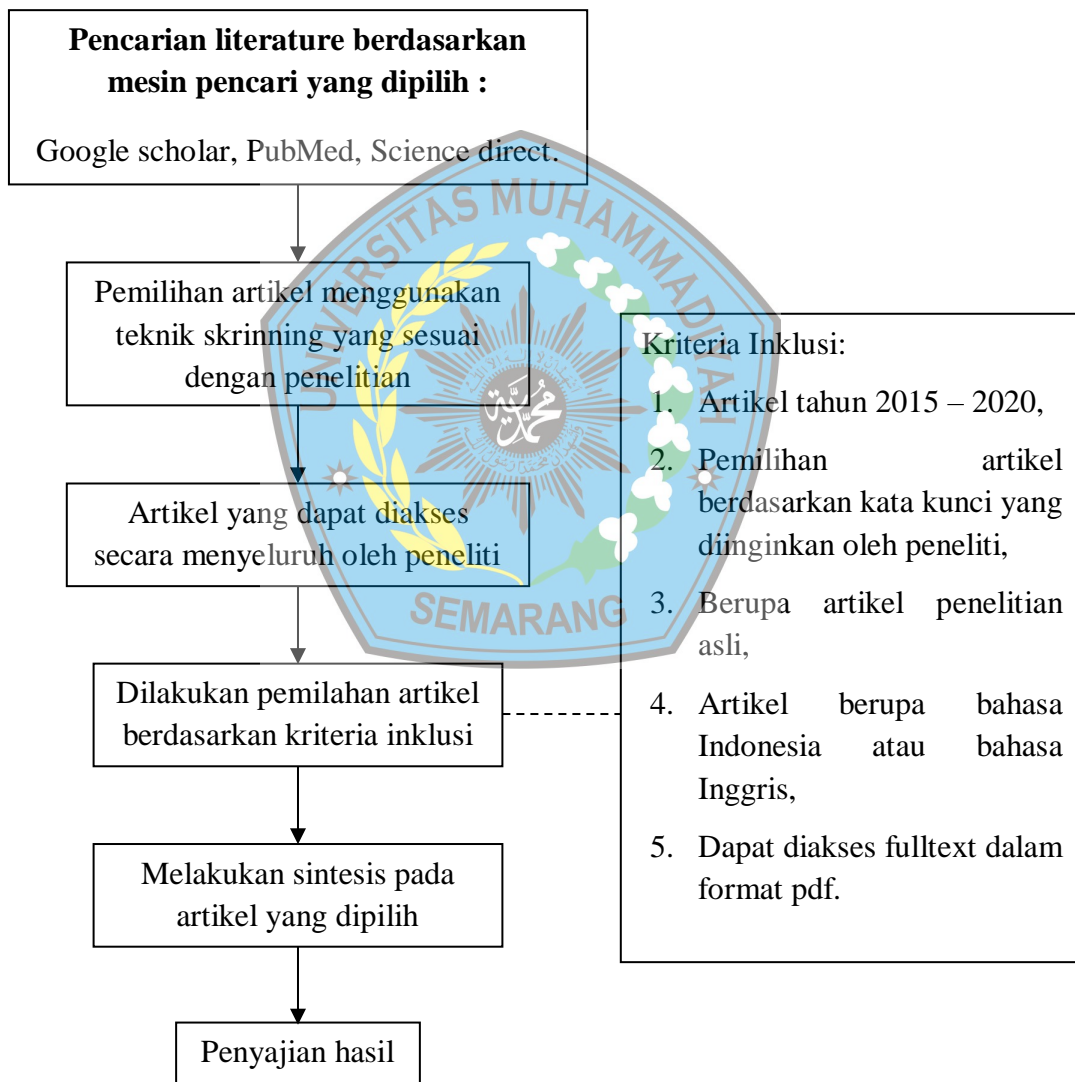 Pencarian literature berdasarkan
mesin pencari yang dipilih :
Google scholar, PubMed, Science direct.
Pemilihan artikel menggunakan
teknik skrinning yang sesuai
dengan penelitian
Artikel yang dapat diakses
secara menyeluruh oleh peneliti
Dilakukan pemilahan artikel
berdasarkan kriteria inklusi
Melakukan sintesis pada
artikel yang dipilih
Penyajian hasil
Kriteria Inklusi:
1. Artikel tahun 2015 – 2020,
2. Pemilihan artikel
berdasarkan kata kunci yang
diinginkan oleh peneliti,
3. Berupa artikel penelitian
asli,
4. Artikel berupa bahasa
Indonesia atau bahasa
Inggris,
5. Dapat diakses fulltext dalam
format pdf.
UNIVERSITAS MUHAMMADIYAH
SEMARANG